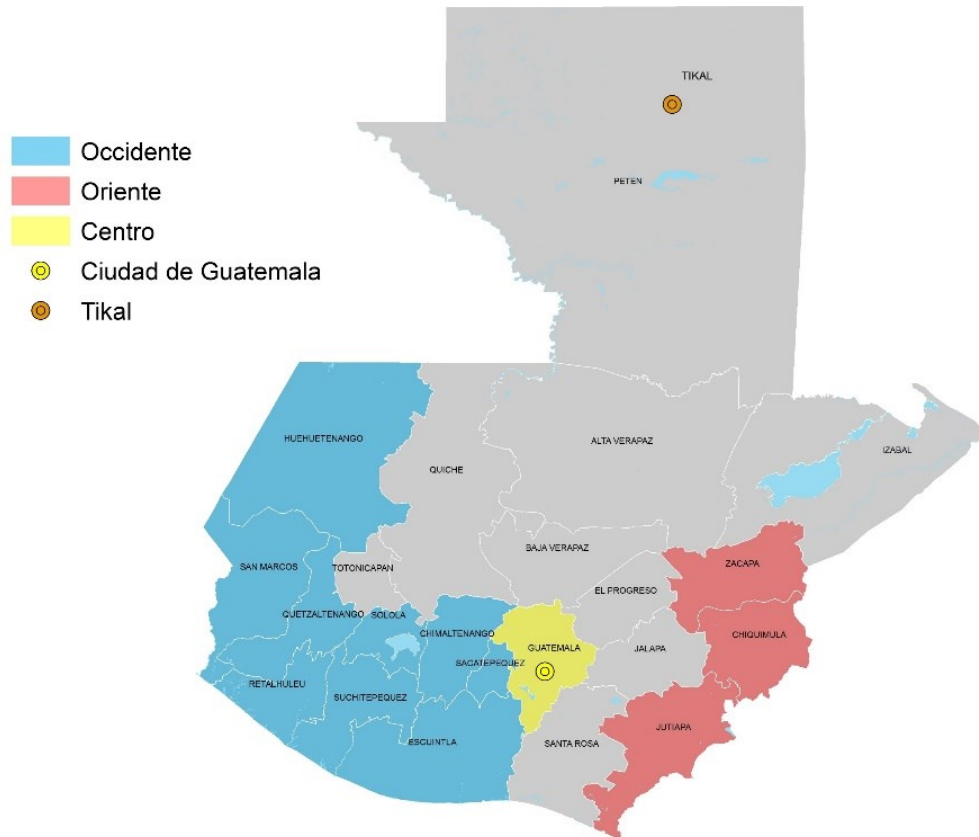 TIKAL
Occidente
Oriente
Centro
Ciudad de Guatemala
Tikal
PETEN
HUEHUETENANGO
QUICHE
ALTA VERAPAZ
IZABAL
BAJA VERAPAZ
SAN MARCOS
TOTONICAPAN
ZACAPA
EL PROGRESO
QUETZALTENANGO
SOLOLA
CHIMALTENANGO
CHIQUIMULA
GUATEMALA
JALAPA
SACATEPEQUEZ
RETALHULEU
SUCHITEPEQUEZ
JUTIAPA
ESCUINTLA
SANTA ROSA